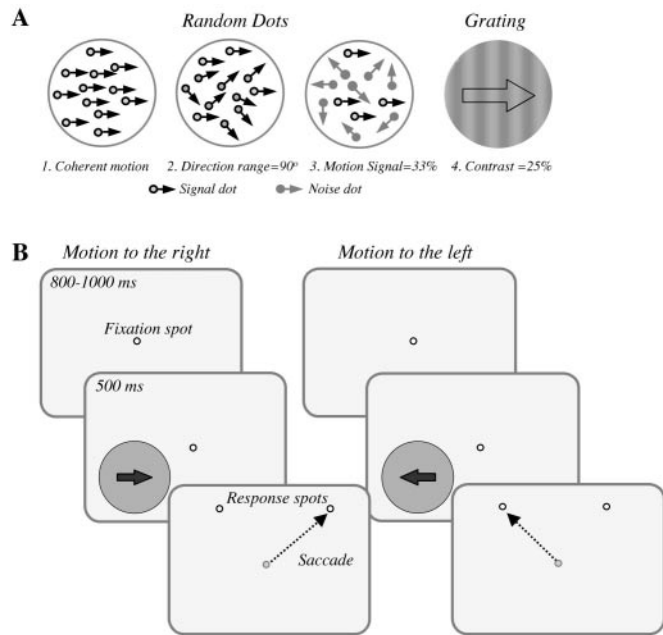 A
Random Dots
Grating
1. Coherent motion
2. Direction range=90°
3. Motion Signal=33%
4. Contrast =25%
Signal dot
Noise dot
B
Motion to the right
Motion to the left
800-1000 ms
Fixation spot
500 ms
Response spots
Saccade